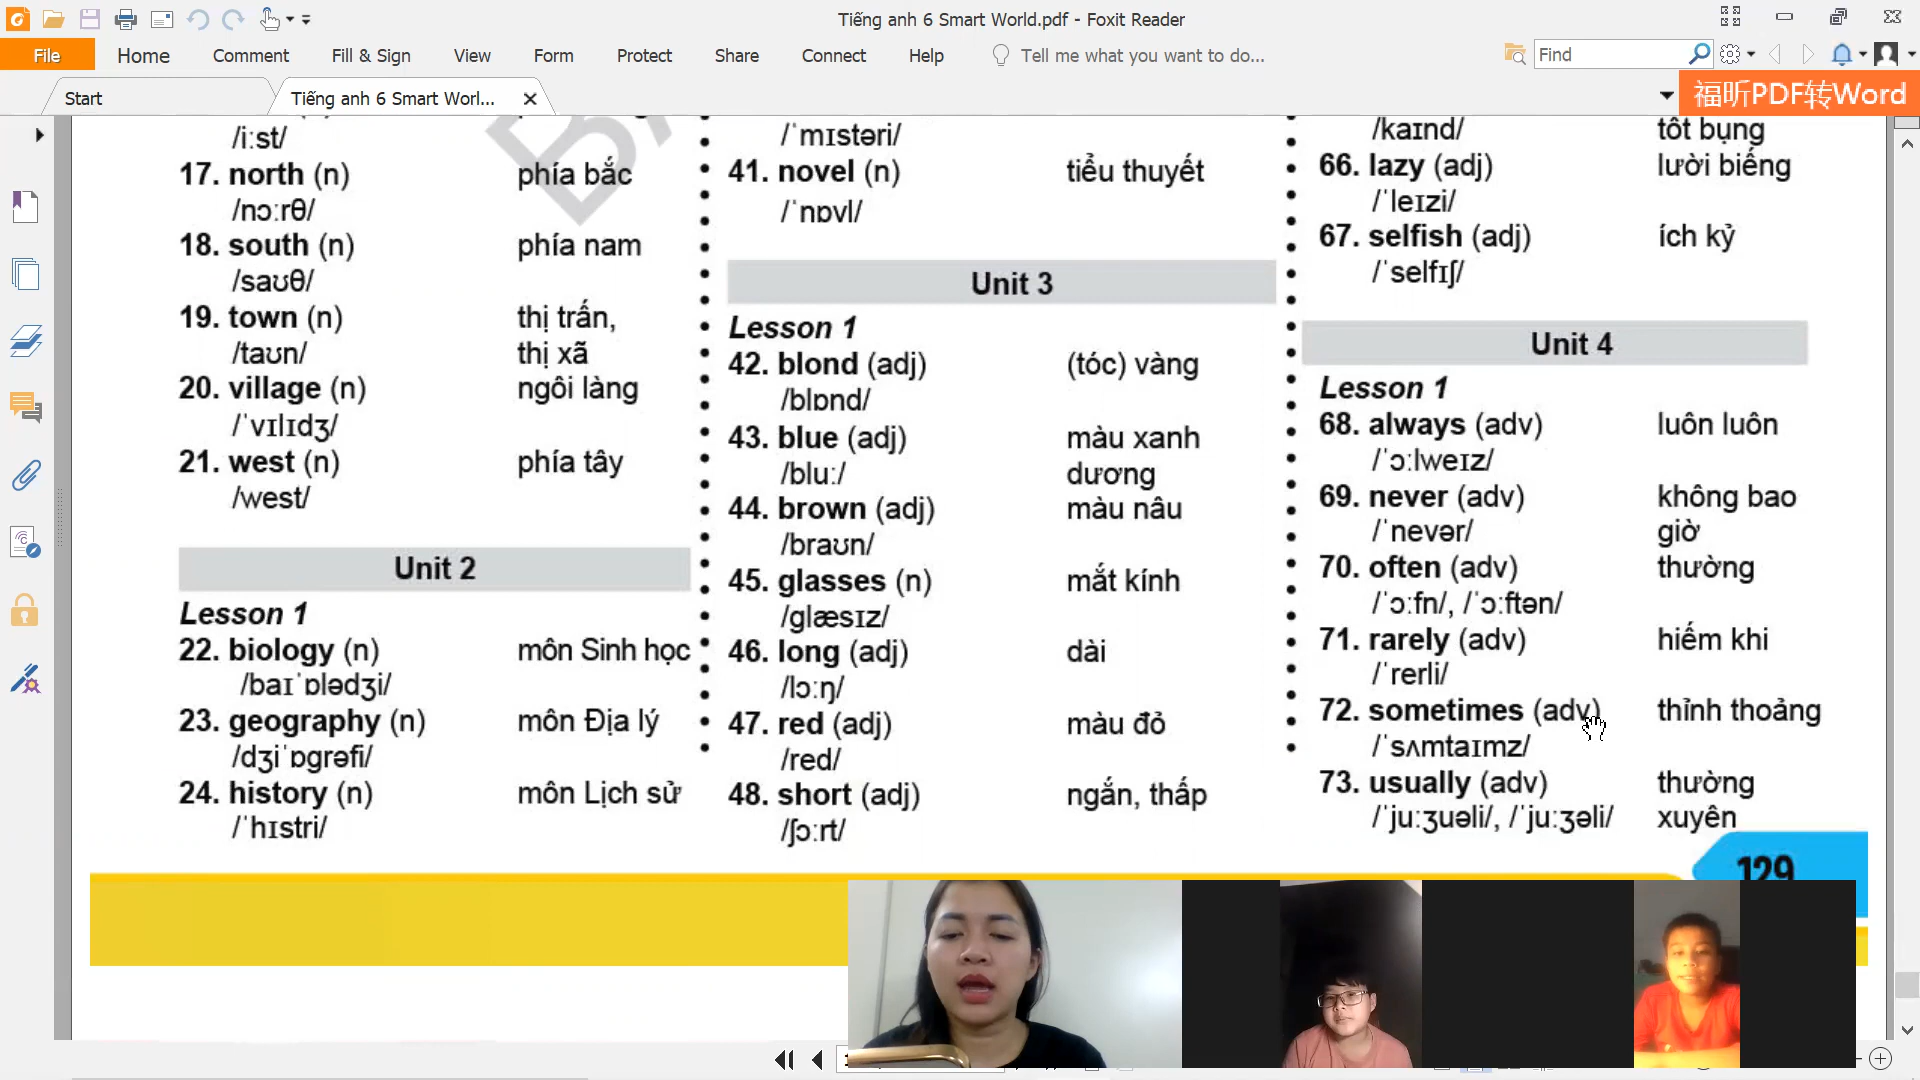 Tiếng anh 6 Smart World.pdf - Foxit Reader
File Home Comment Fill & Sign View Form Protect Share Connect Help Tell me what you want to do... Find
Start Tiếng anh 6 Smart Worl... 福昕PDF转Word
/iːst/
17. north (n) phía bắc
/nɔːrθ/
18. south (n) phía nam
/saʊθ/
19. town (n) thị trấn,
/taʊn/ thị xã
20. village (n) ngôi làng
/ˈvɪlɪdʒ/
21. west (n) phía tây
/west/
Unit 2
Lesson 1
22. biology (n) môn Sinh học
/baɪˈɒlədʒi/
23. geography (n) môn Địa lý
/dʒiˈɒgrəfi/
24. history (n) môn Lịch sử
/ˈhɪstri/
/ˈmɪstəri/
41. novel (n) tiểu thuyết
/ˈnɒvl/
Unit 3
Lesson 1
42. blond (adj) (tóc) vàng
/blɒnd/
43. blue (adj) màu xanh
/bluː/ dương
44. brown (adj) màu nâu
/braʊn/
45. glasses (n) mắt kính
/glæsɪz/
46. long (adj) dài
/lɔːŋ/
47. red (adj) màu đỏ
/red/
48. short (adj) ngắn, thấp
/ʃɔːrt/
/kaɪnd/ tốt bụng
66. lazy (adj) lười biếng
/ˈleɪzi/
67. selfish (adj) ích kỷ
/ˈselfɪʃ/
Unit 4
Lesson 1
68. always (adv) luôn luôn
/ˈɔːlweɪz/
69. never (adv) không bao
/ˈnevər/ giờ
70. often (adv) thường
/ˈɔːfn/, /ˈɔːftən/
71. rarely (adv) hiếm khi
/ˈrerli/
72. sometimes (adv) thỉnh thoảng
/ˈsʌmtaɪmz/
73. usually (adv) thường
/ˈjuːʒuəli/, /ˈjuːʒəli/ xuyên
129